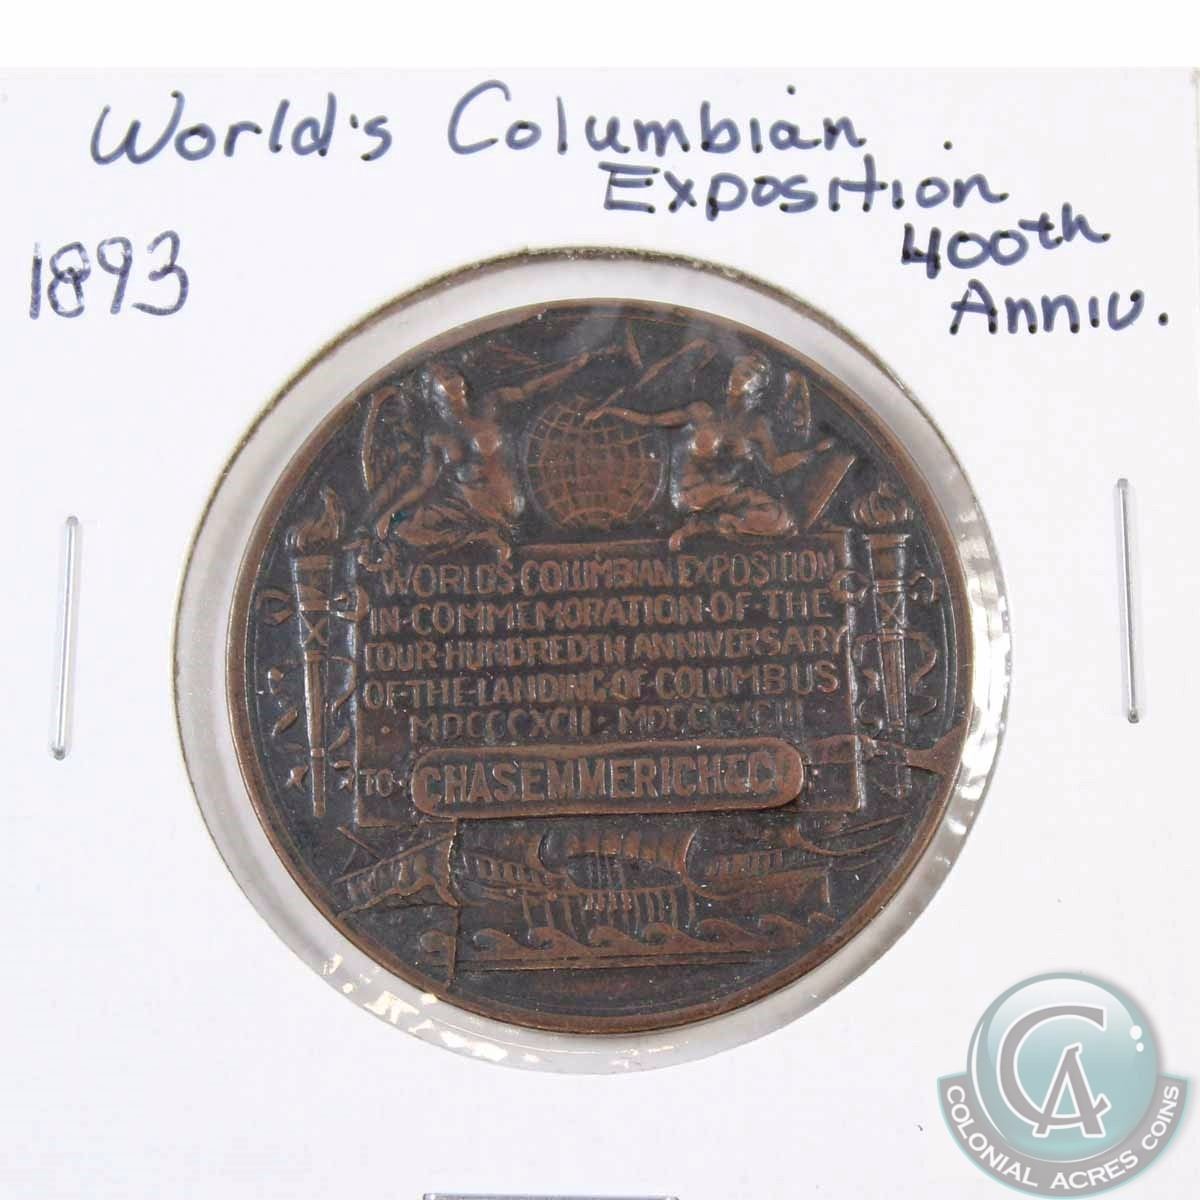 World's Columbian
Exposition
400th
Anniv.
1893
WORLDS·COLUMBIAN EXPOSITION
IN·COMMEMORATION·OF·THE
FOUR·HUNDREDTH ANNIVERSARY
OF·THE·LANDING·OF·COLUMBUS
MDCCCXCII·MDCCCXCIII
TO· CHAS EMMERICH & CO
CA
COLONIAL ACRES COINS